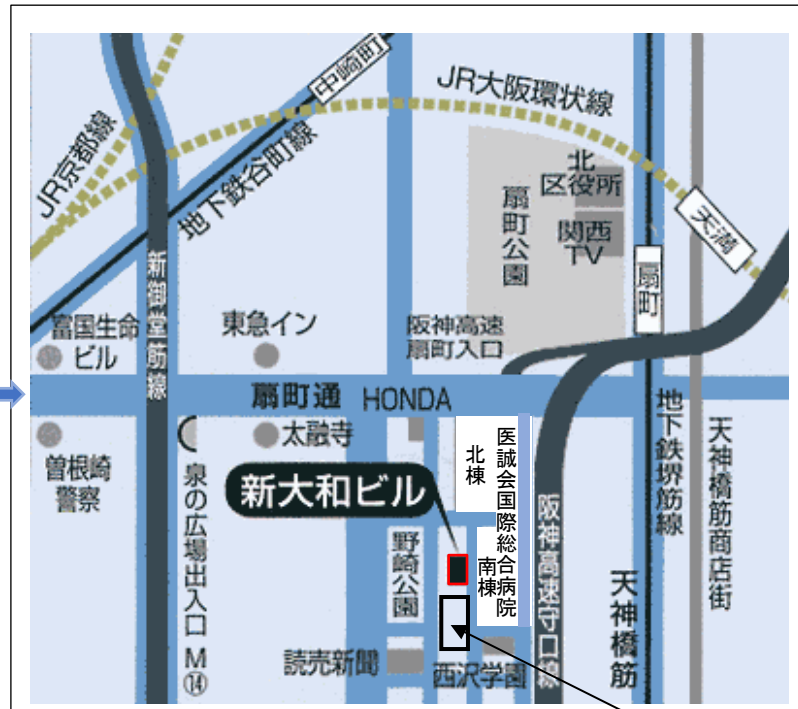 中崎町
JR大阪環状線
JR京都線
地下鉄谷町線
北
区役所
関西
TV
扇町公園
天満
扇町
新御堂筋線
富国生命
ビル
東急イン
阪神高速
扇町入口
扇町通
HONDA
曽根崎
警察
太融寺
泉の広場出入口 M⑭
新大和ビル
野崎公園
北棟
南棟
医誠会国際総合病院
阪神高速守口線
地下鉄堺筋線
天神橋筋商店街
天神橋筋
読売新聞
西沢学園